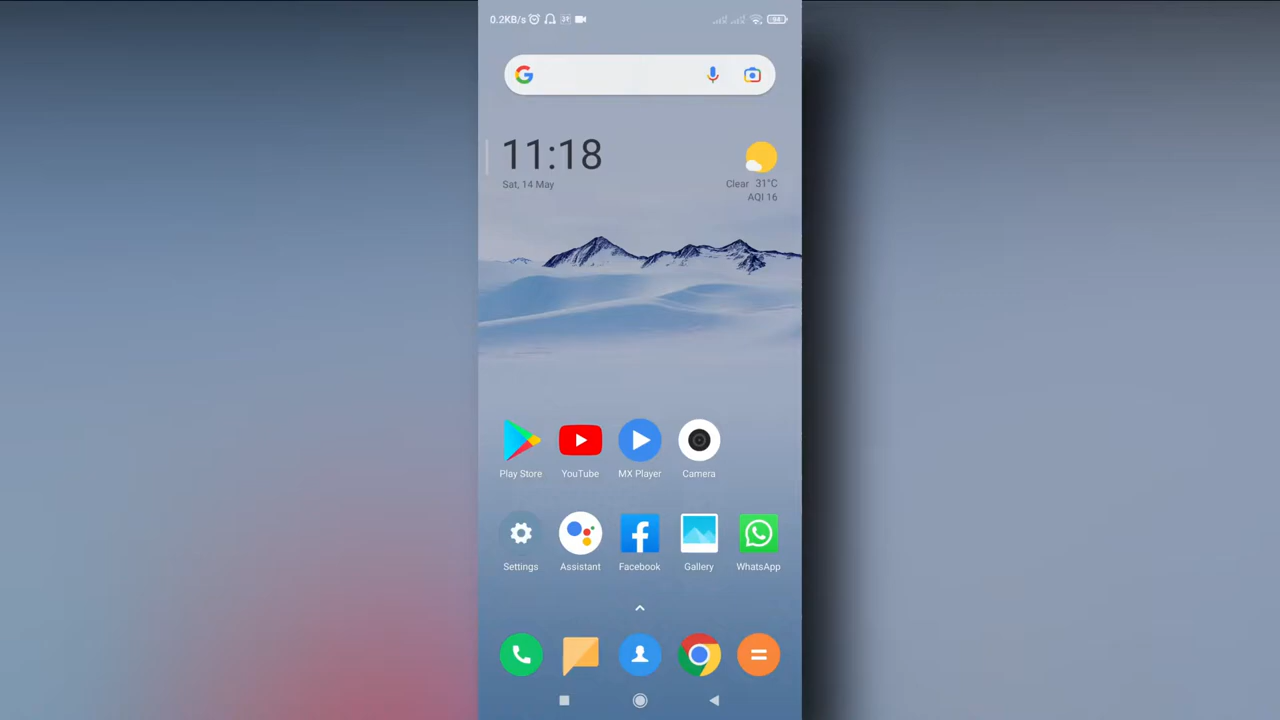 0.2KB/s 94
11:18
Sat, 14 May
Clear 31°C
AQI 16
Play Store YouTube MX Player Camera
Settings Assistant Facebook Gallery WhatsApp